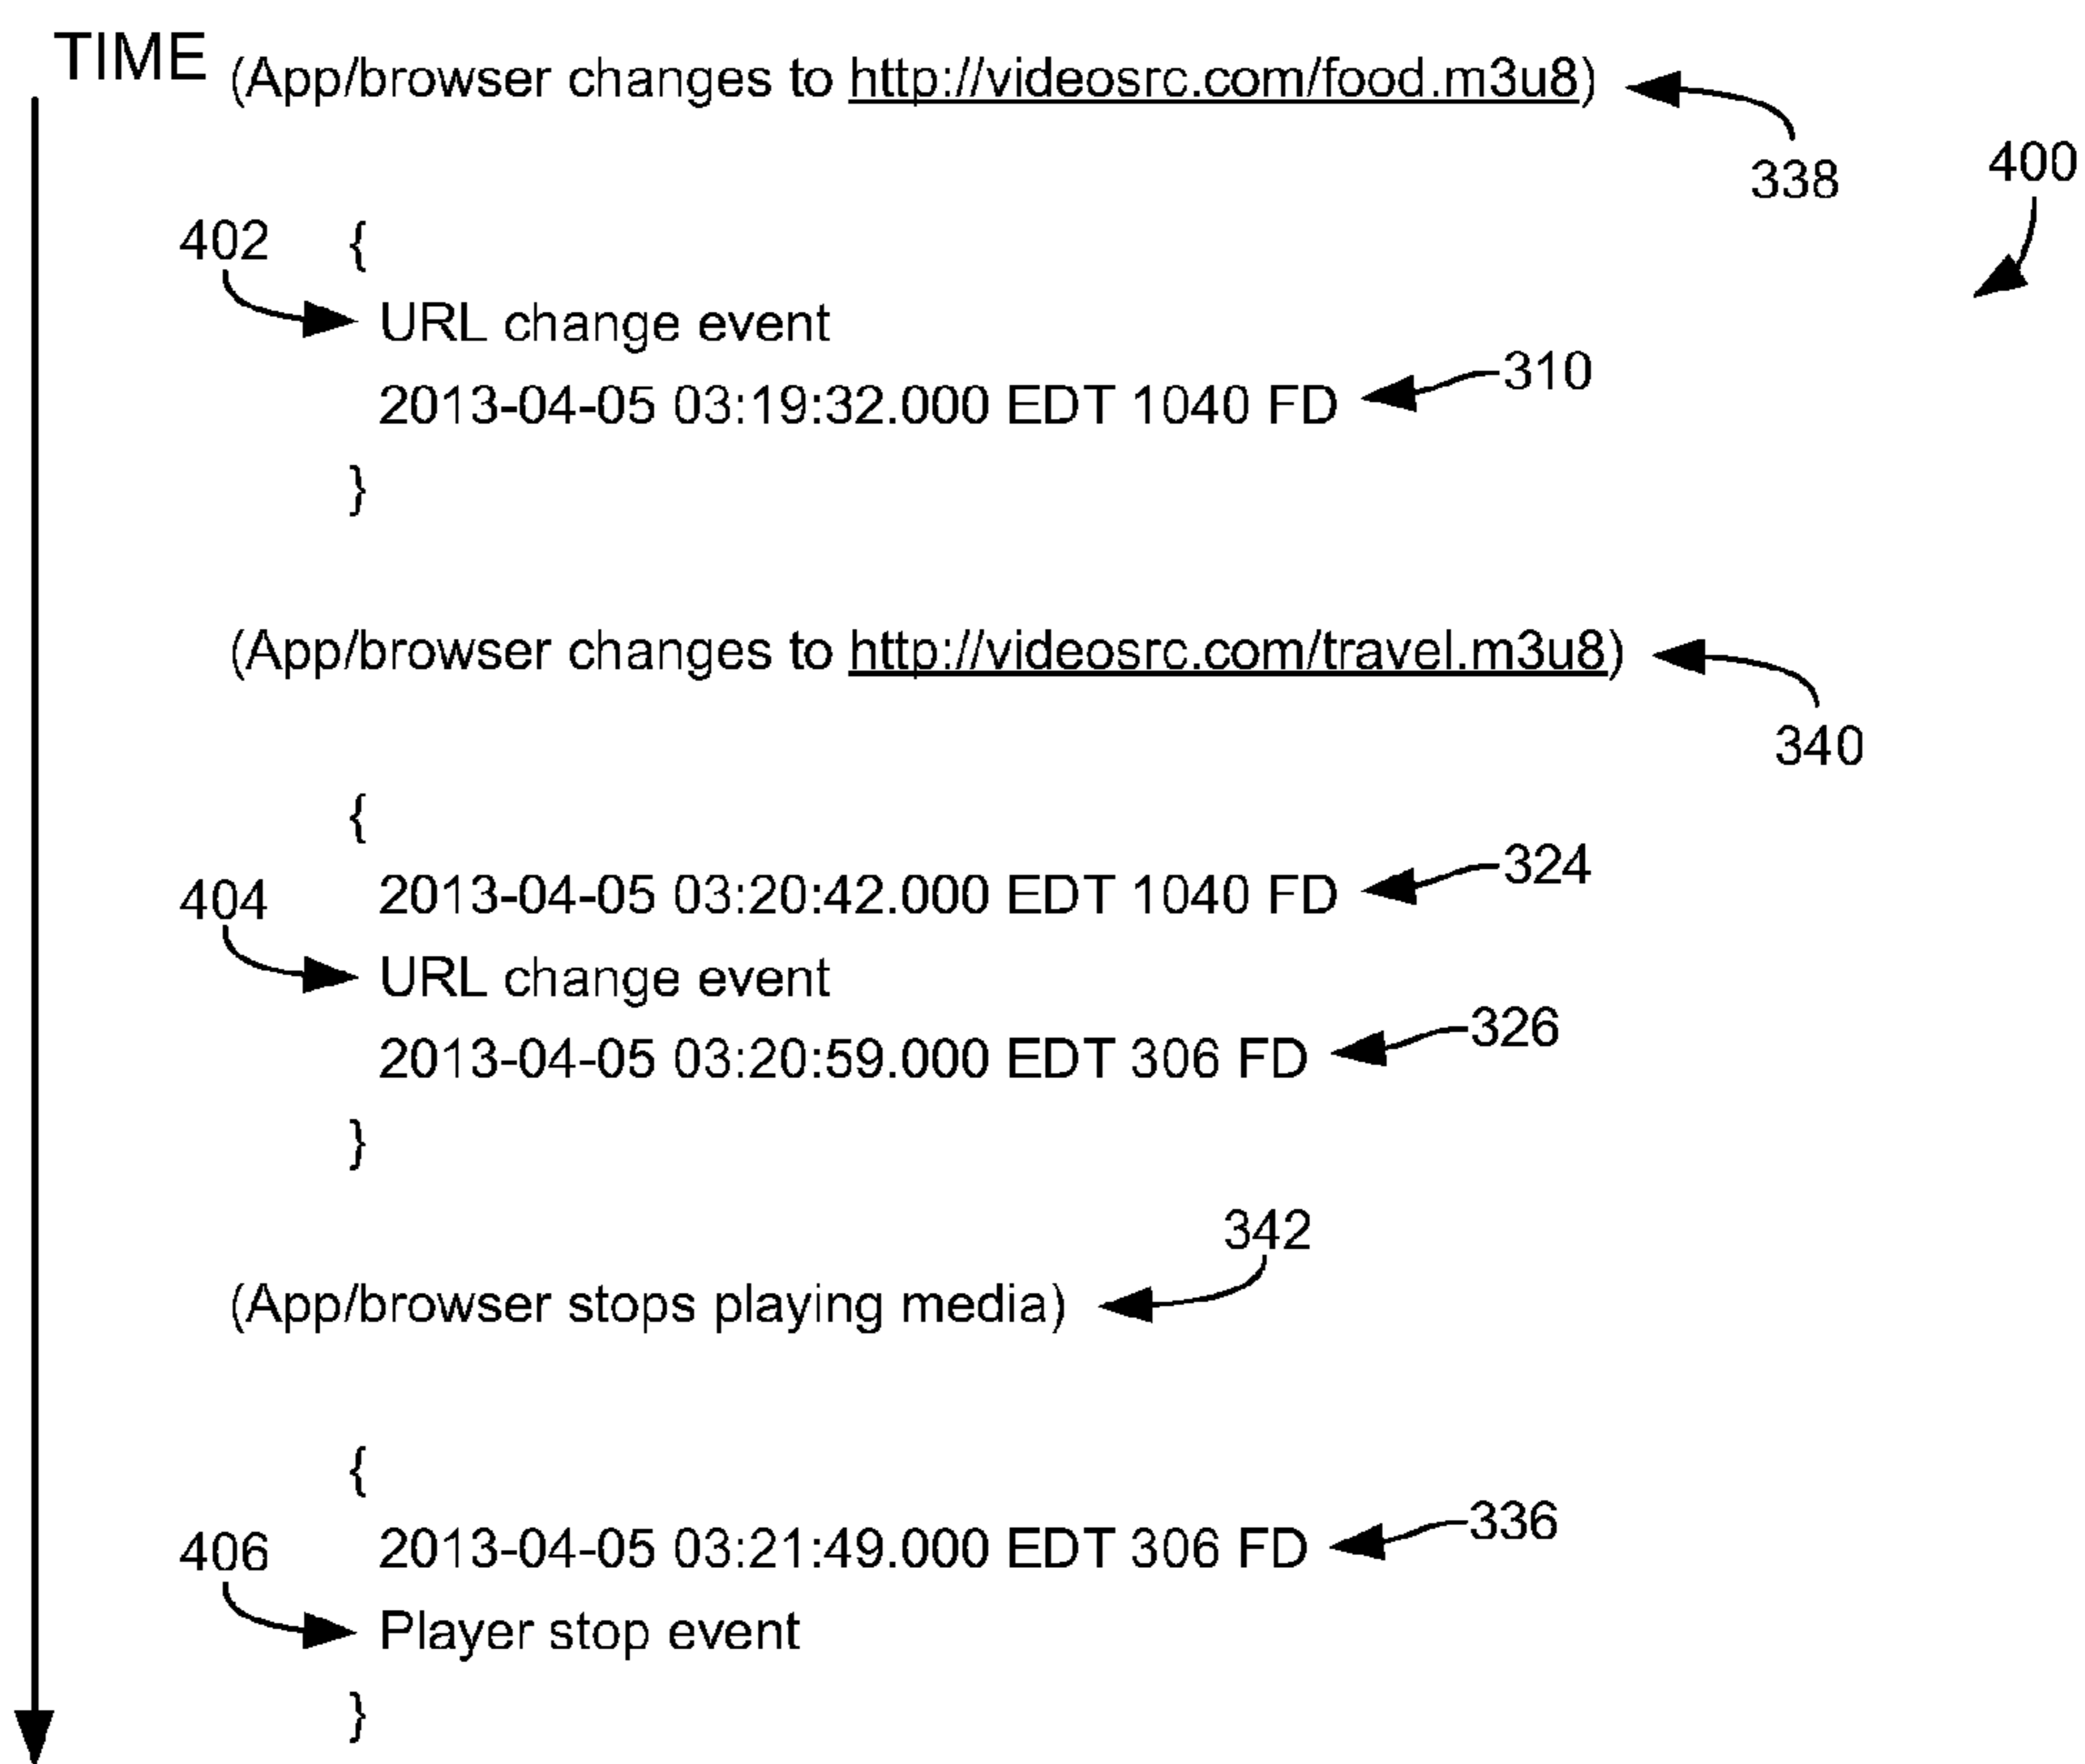 TIME (App/browser changes to http://videosrc.com/food.m3u8)
338
400
402 {
URL change event
310
2013-04-05 03:19:32.000 EDT 1040 FD
}
(App/browser changes to http://videosrc.com/travel.m3u8)
340
{
324
404 2013-04-05 03:20:42.000 EDT 1040 FD
URL change event
326
2013-04-05 03:20:59.000 EDT 306 FD
}
342
(App/browser stops playing media)
{
336
406 2013-04-05 03:21:49.000 EDT 306 FD
Player stop event
}